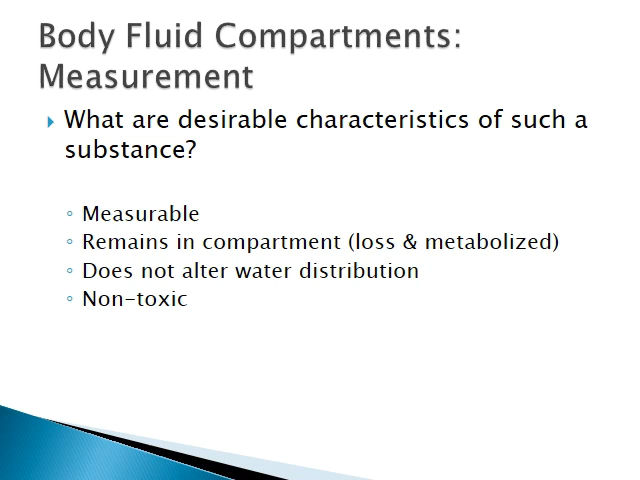 Body Fluid Compartments:
Measurement
What are desirable characteristics of such a
substance?
◦ Measurable
◦ Remains in compartment (loss & metabolized)
◦ Does not alter water distribution
◦ Non-toxic